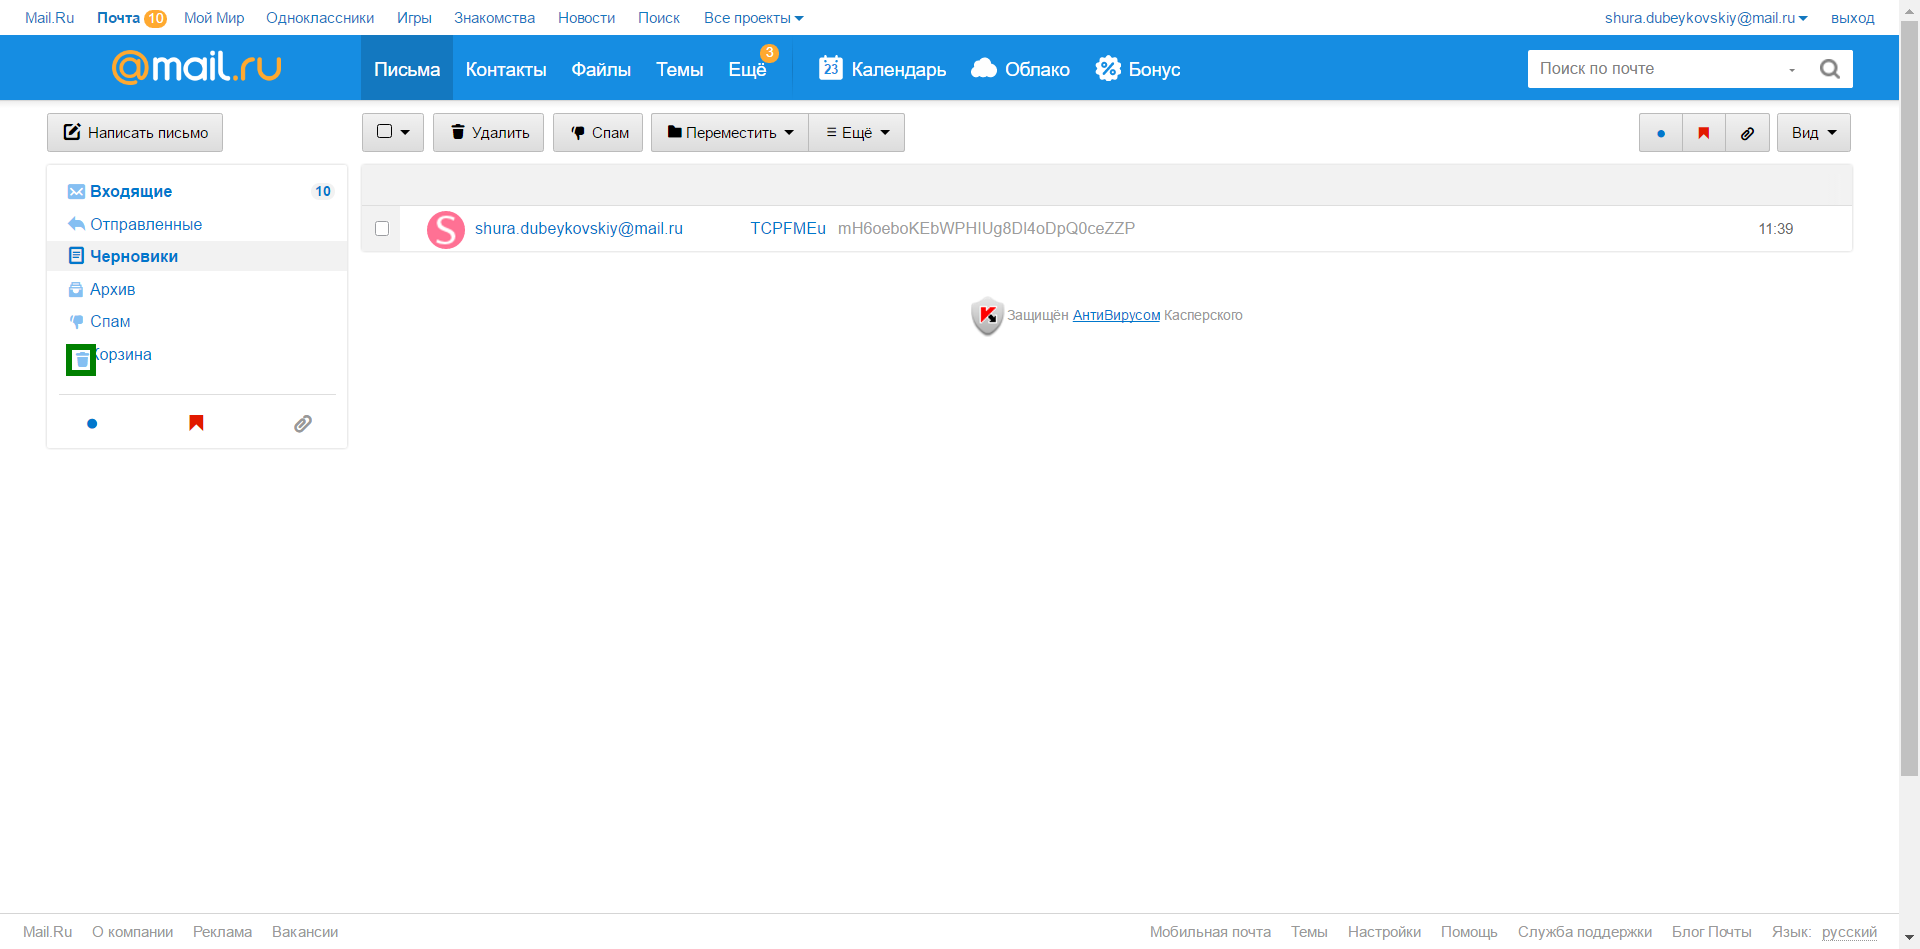 Mail.Ru Почта 10 Мой Мир Одноклассники Игры Знакомства Новости Поиск Все проекты shura.dubeykovskiy@mail.ru выход
@mail.ru Письма Контакты Файлы Темы Ещё 3 23 Календарь Облако Бонус Поиск по почте
Написать письмо Удалить Спам Переместить Ещё Вид
Входящие 10
Отправленные
Черновики
Архив
Спам
Корзина
S shura.dubeykovskiy@mail.ru TCPFMEu mH6oeboKEbWPHIUg8Dl4oDpQ0ceZZP 11:39
Защищён АнтиВирусом Касперского
Mail.Ru О компании Реклама Вакансии Мобильная почта Темы Настройки Помощь Служба поддержки Блог Почты Язык: русский